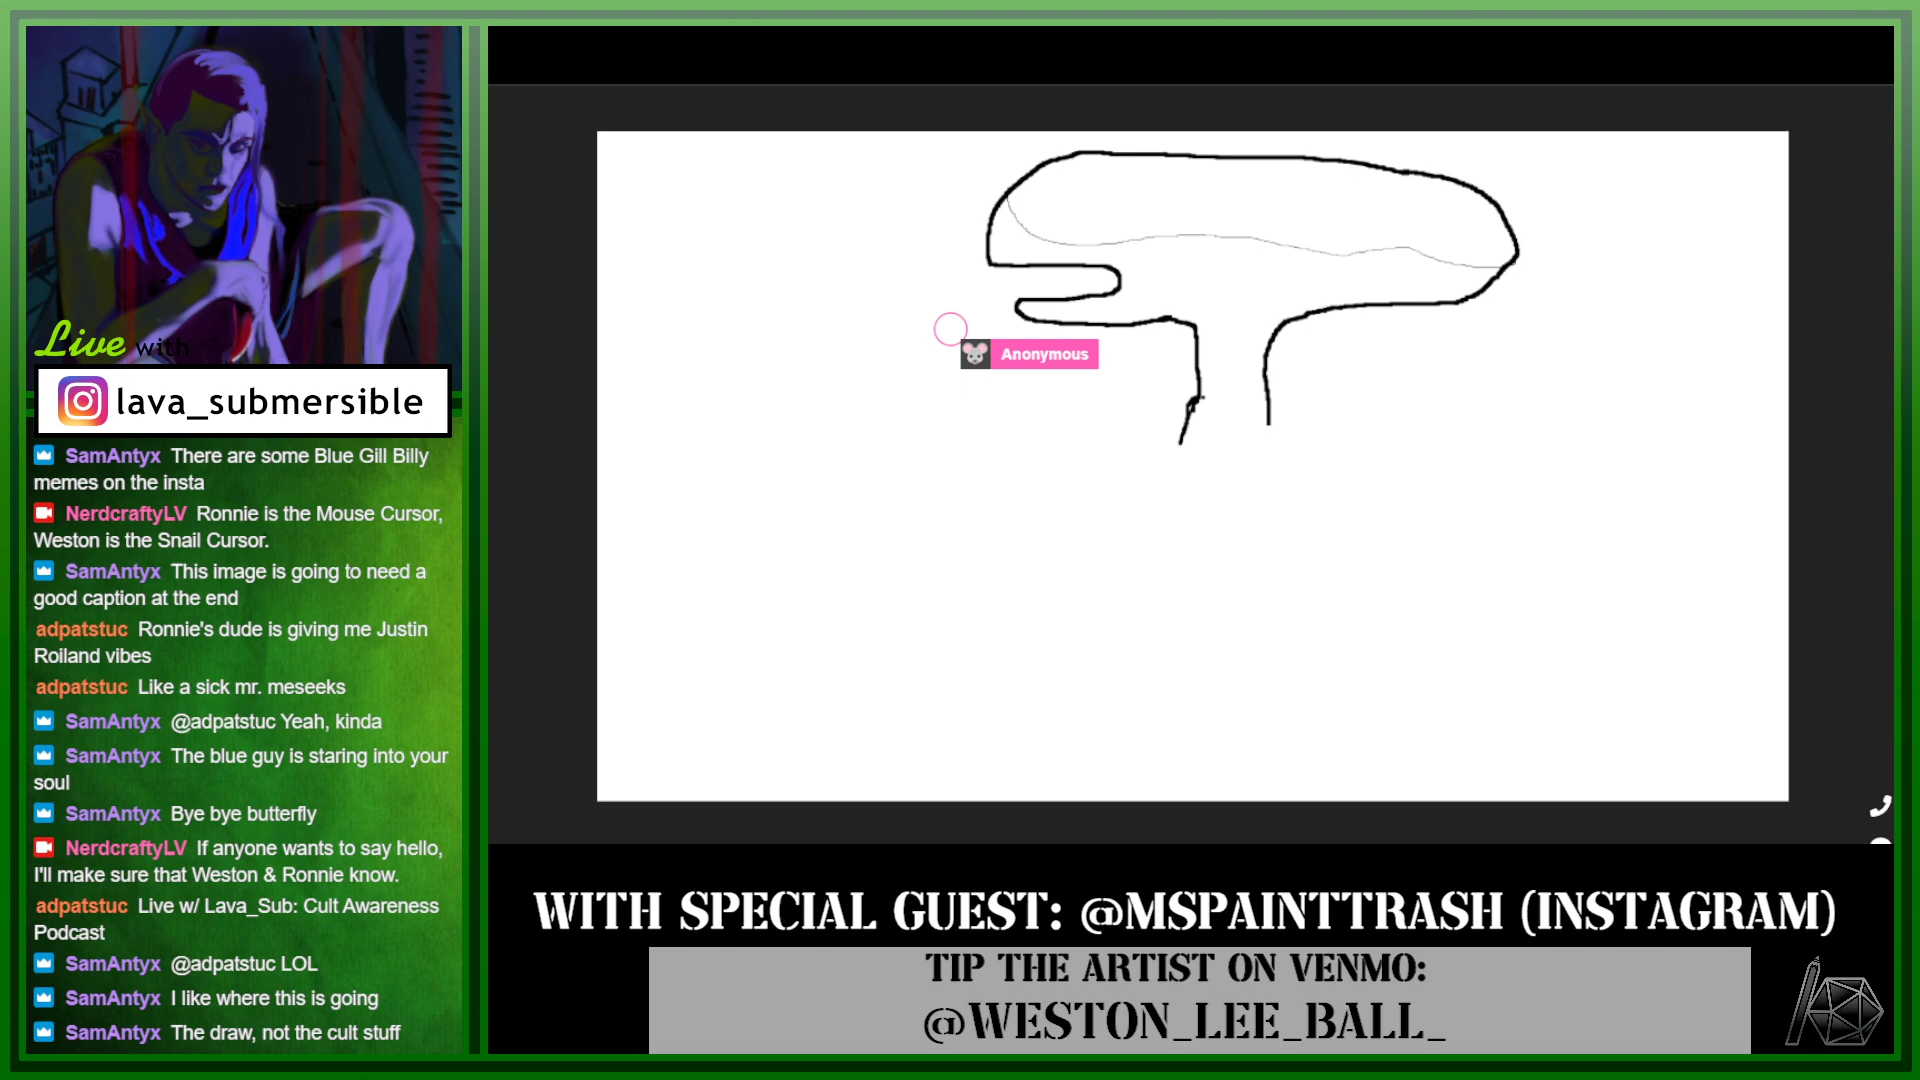 Live with
lava_submersible
SamAntyx There are some Blue Gill Billy
memes on the insta
NerdcraftyLV Ronnie is the Mouse Cursor,
Weston is the Snail Cursor.
SamAntyx This image is going to need a
good caption at the end
adpatstuc Ronnie's dude is giving me Justin
Roiland vibes
adpatstuc Like a sick mr. meseeks
SamAntyx @adpatstuc Yeah, kinda
SamAntyx The blue guy is staring into your
soul
SamAntyx Bye bye butterfly
NerdcraftyLV If anyone wants to say hello,
I'll make sure that Weston & Ronnie know.
adpatstuc Live w/ Lava_Sub: Cult Awareness
Podcast
SamAntyx @adpatstuc LOL
SamAntyx I like where this is going
SamAntyx The draw, not the cult stuff
Anonymous
WITH SPECIAL GUEST: @MSPAINTTRASH (INSTAGRAM)
TIP THE ARTIST ON VENMO:
@WESTON_LEE_BALL_